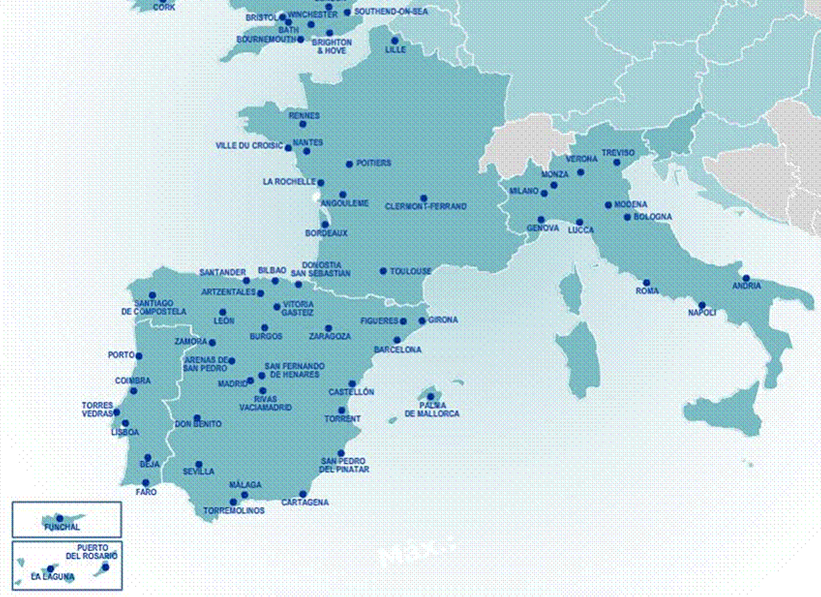 CORK
BRISTOL
WINCHESTER
SOUTHEND-ON-SEA
BATH
BOURNEMOUTH
BRIGHTON
& HOVE
LILLE
RENNES
VILLE DU CROISIC
NANTES
POITIERS
LA ROCHELLE
ANGOULEME
CLERMONT-FERRAND
BORDEAUX
TOULOUSE
TREVISO
VERONA
MONZA
MILANO
MODENA
BOLOGNA
GENOVA
LUCCA
ROMA
NAPOLI
ANDRIA
SANTANDER
BILBAO
DONOSTIA
SAN SEBASTIAN
ARTZENTALES
SANTIAGO
DE COMPOSTELA
LEÓN
VITORIA
GASTEIZ
BURGOS
ZARAGOZA
FIGUERES
GIRONA
BARCELONA
ZAMORA
PORTO
ARENAS DE
SAN PEDRO
SAN FERNANDO
DE HENARES
MADRID
RIVAS
VACIAMADRID
COIMBRA
CASTELLÓN
PALMA
DE MALLORCA
TORRES
VEDRAS
LISBOA
DON BENITO
TORRENT
BEJA
SEVILLA
SAN PEDRO
DEL PINATAR
FARO
MÁLAGA
TORREMOLINOS
CARTAGENA
FUNCHAL
PUERTO
DEL ROSARIO
LA LAGUNA
Máx.: